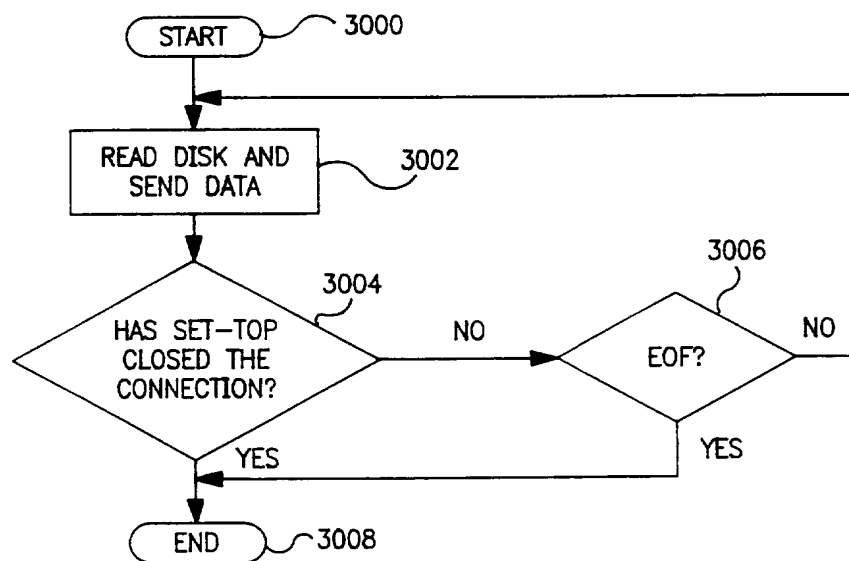 START
3000
READ DISK AND
SEND DATA
3002
HAS SET-TOP
CLOSED THE
CONNECTION?
3004
NO
EOF?
3006
NO
YES
YES
END
3008